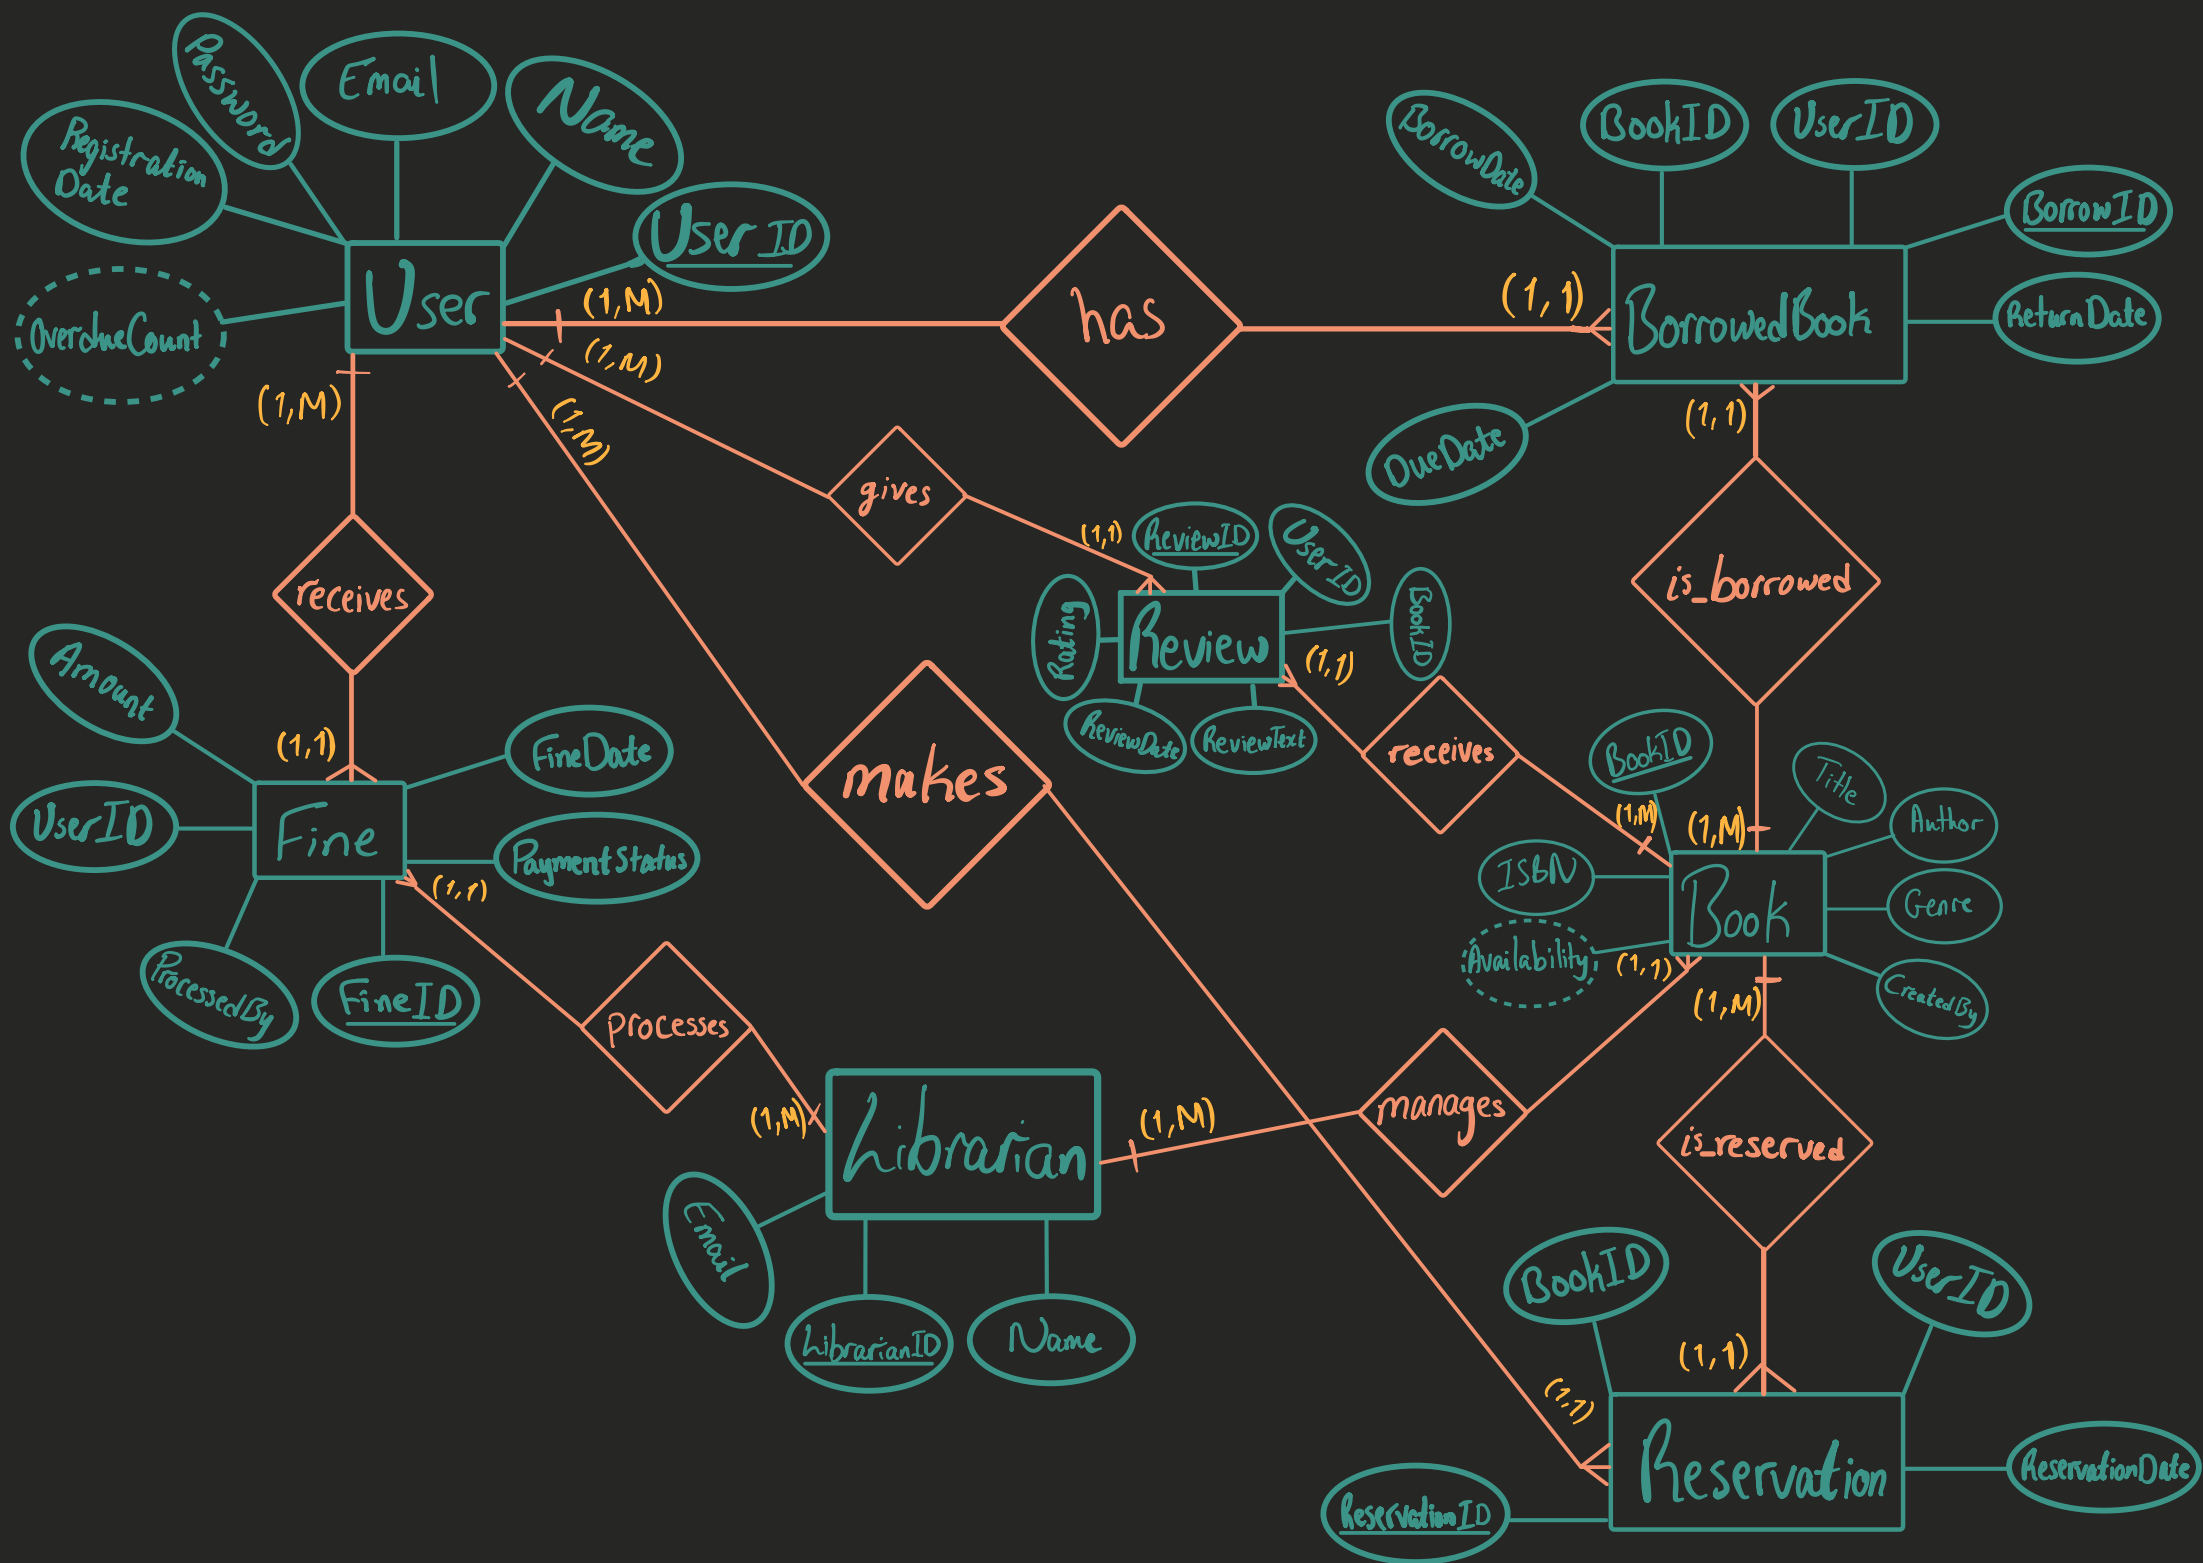 Password
Email
Name
Registration
Date
User ID
OverdueCount
User
(1,M)
(1,M)
(1,M)
(1,M)
has
(1,1)
BorrowDate
BookID
UserID
BorrowID
ReturnDate
BorrowedBook
DueDate
(1,1)
gives
(1,1)
ReviewID
UserID
BookID
Rating
Review
ReviewDate
ReviewText
(1,1)
is_borrowed
receives
receives
(1,M)
(1,M)
Amount
(1,1)
FineDate
UserID
Fine
PaymentStatus
(1,1)
ProcessedBy
FineID
makes
BookID
Title
Author
ISBN
Book
Genre
Availability
CreatedBy
(1,1)
(1,M)
processes
(1,M)
Librarian
(1,M)
manages
is_reserved
Email
LibrarianID
Name
BookID
UserID
(1,1)
(1,1)
Reservation
ReservationDate
ReservationID